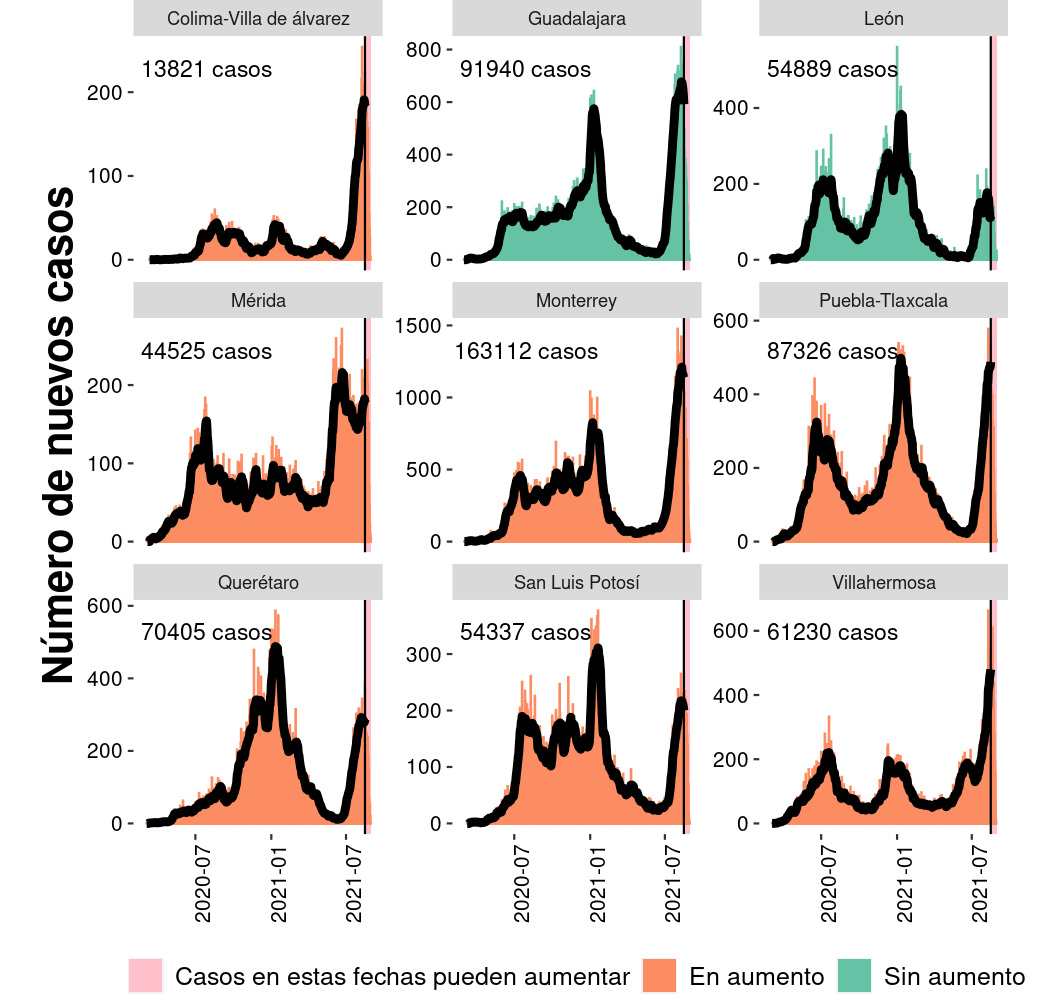 Número de nuevos casos
Colima-Villa de álvarez
Guadalajara
León
13821 casos
91940 casos
54889 casos
200
100
0
800
600
400
200
0
400
200
0
Mérida
Monterrey
Puebla-Tlaxcala
44525 casos
163112 casos
87326 casos
200
100
0
1500
1000
500
0
600
400
200
0
Querétaro
San Luis Potosí
Villahermosa
70405 casos
54337 casos
61230 casos
600
400
200
0
300
200
100
0
600
400
200
0
2020-07
2021-01
2021-07
2020-07
2021-01
2021-07
2020-07
2021-01
2021-07
Casos en estas fechas pueden aumentar
En aumento
Sin aumento